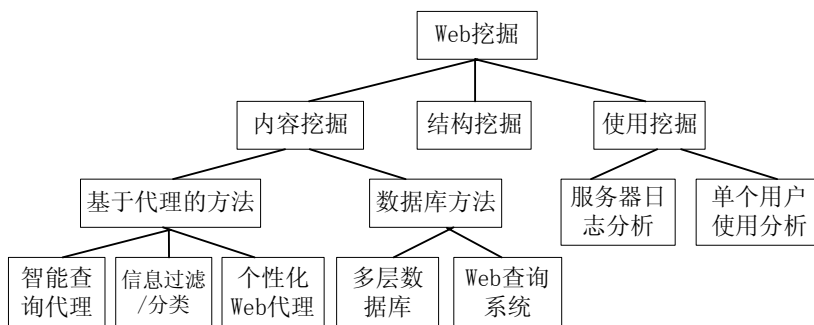 Web挖掘
内容挖掘
结构挖掘
使用挖掘
基于代理的方法
数据库方法
服务器日
志分析
单个用户
使用分析
智能查
询代理
信息过滤
/分类
个性化
Web代理
多层数
据库
Web查询
系统